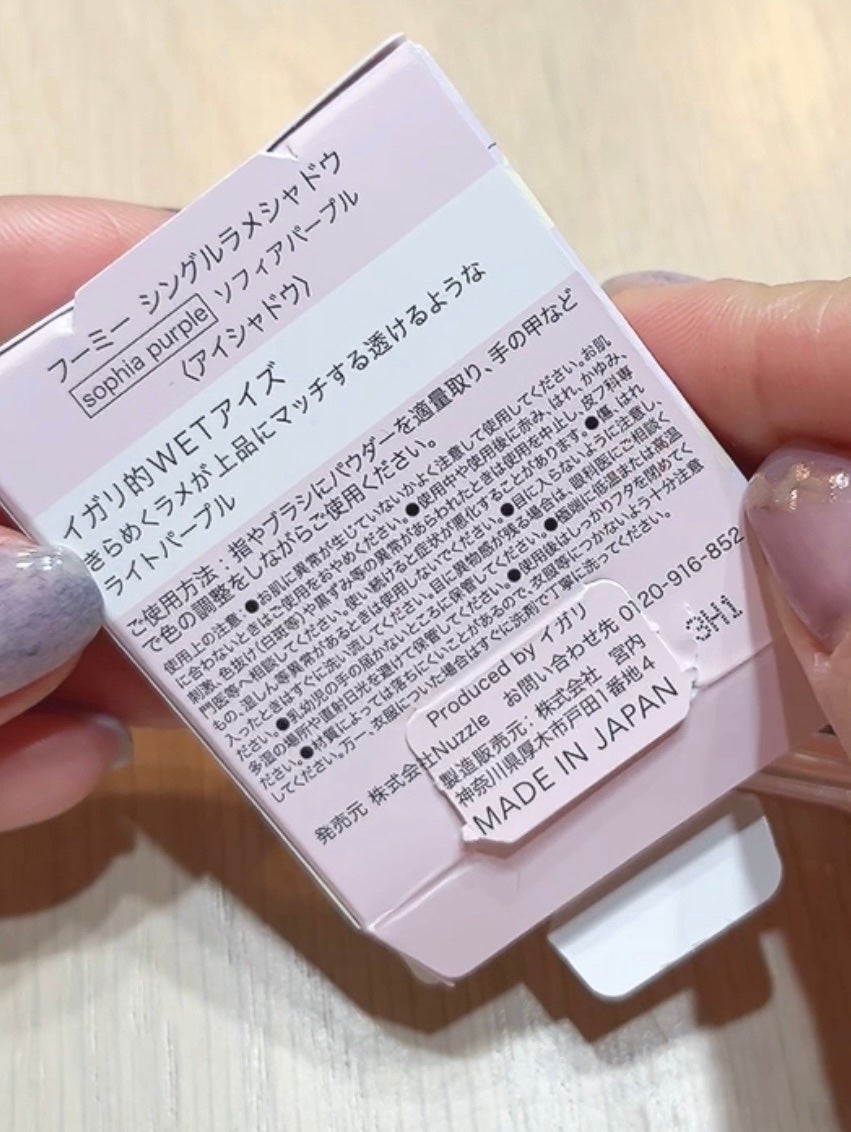 フーミー シングルラメシャドウ
sophia purple ソフィアパープル
〈アイシャドウ〉
イガリ的WETアイズ
きらめくラメが上品にマッチする透けるような
ライトパープル
ご使用方法：指やブラシにパウダーを適量取り、手の甲など
で色の調整をしながらご使用ください。
使用上の注意●お肌に異常が生じていないかよく注意して使用してください。お肌
に合わないときはご使用をおやめください。●使用中や使用後に赤み、はれ、かゆみ、
刺激、色抜け(白斑等)や黒ずみ等の異常があらわれたときは使用を中止し、皮フ科専
門医等へ相談してください。使い続けると症状が悪化することがあります。●傷、はれ
もの、湿しん等異常があるときは使用しないでください。●目に入らないように注意し、
入ったときはすぐに洗い流してください。目に異物感が残る場合は、眼科医にご相談く
ださい。●乳幼児の手の届かないところに保管してください。●極端に低温または高温
多湿の場所や直射日光を避けて保管してください。●使用後はしっかりフタを閉めてく
ださい。●材質によっては落ちにくいことがあるので、衣服等につかないよう十分注意
してください。万一、衣服についた場合はすぐに洗剤で丁寧に洗ってください。
Produced by イガリ
発売元 株式会社Nuzzle お問い合わせ先 0120-916-852
製造販売元：株式会社 宮内
神奈川県厚木市戸田1番地4
MADE IN JAPAN
3H1